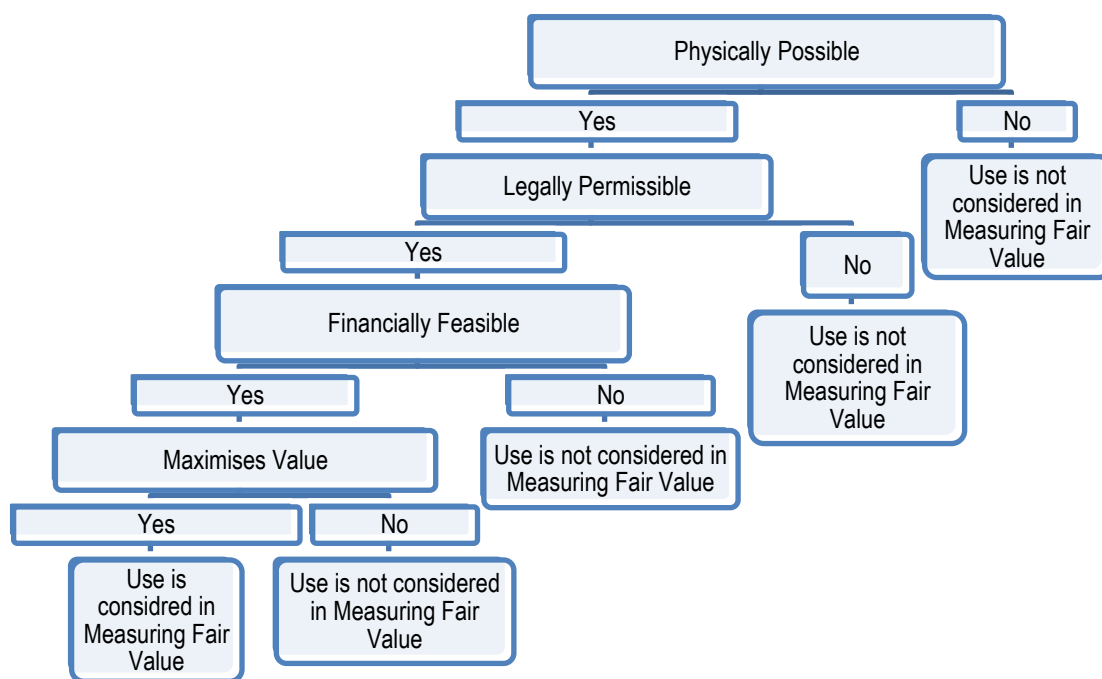 Physically Possible
Yes
No
Legally Permissible
Use is not
considered in
Measuring Fair
Value
Yes
No
Financially Feasible
Use is not
considered in
Measuring Fair
Value
Yes
No
Maximises Value
Use is not considered in
Measuring Fair Value
Yes
No
Use is
considred in
Measuring Fair
Value
Use is not considered
in Measuring Fair
Value